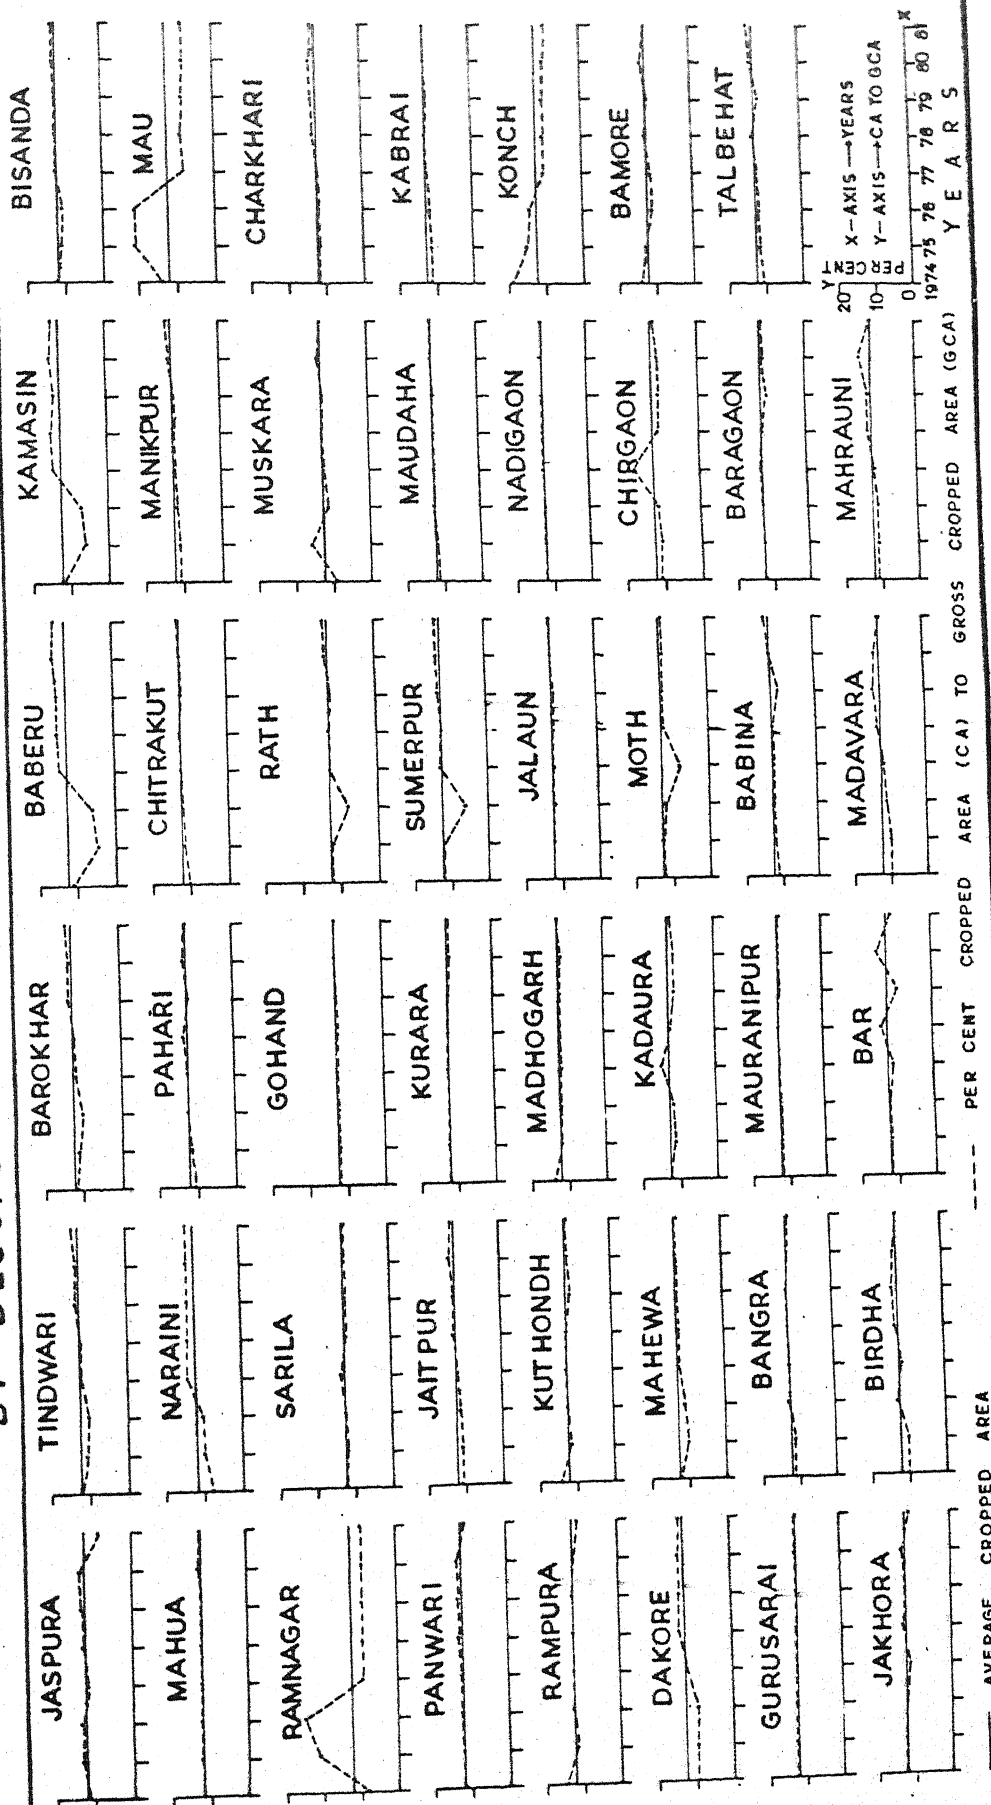 JASPURA TINDWARI BAROKHAR BABERU KAMASIN BISANDA
MAHUA NARAINI PAHARI CHITRAKUT MANIKPUR MAU
RAMNAGAR SARILA GOHAND RATH MUSKARA CHARKHARI
PANWARI JAITPUR KURARA SUMERPUR MAUDAHA KABRAI
RAMPURA KUTHONDH MADHOGARH JALAUN NADIGAON KONCH
DAKORE MAHEWA KADAURA MOTH CHIRGAON BAMORE
GURUSARAI BANGRA MAURANIPUR BABINA BARAGAON TALBEHAT
JAKHORA BIRDHA BAR MADAVARA MAHRAUNI
Y
20
10
0
PER CENT
X-AXIS→YEARS
Y-AXIS→CA TO GCA
1974 75 76 77 78 79 80 81 X
YEARS
AVERAGE CROPPED AREA ---- PER CENT CROPPED AREA (CA) TO GROSS CROPPED AREA (GCA)